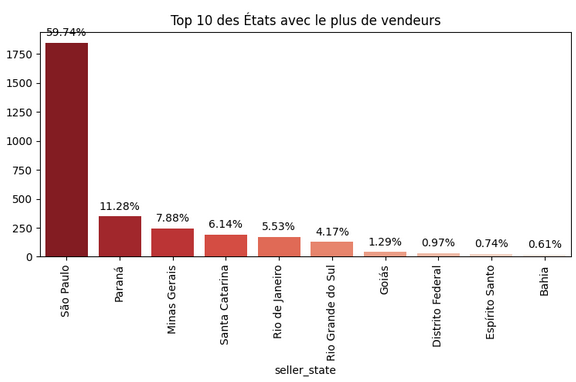 Top 10 des États avec le plus de vendeurs
59.74%
11.28%
7.88%
6.14%
5.53%
4.17%
1.29%
0.97%
0.74%
0.61%
1750
1500
1250
1000
750
500
250
0
São Paulo
Paraná
Minas Gerais
Santa Catarina
Rio de Janeiro
Rio Grande do Sul
Goiás
Distrito Federal
Espírito Santo
Bahia
seller_state